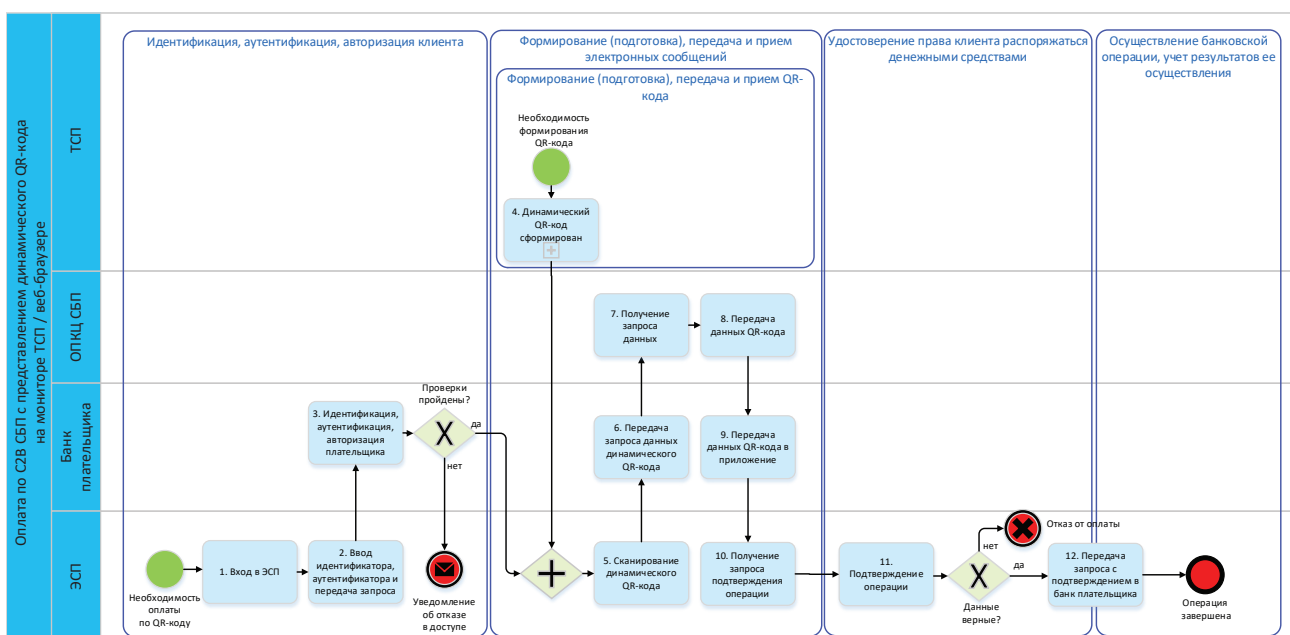 Оплата по С2В СБП с представлением динамического QR-кода
на мониторе ТСП / веб-браузере
ТСП
ОПКЦ СБП
Банк
плательщика
ЭСП
Идентификация, аутентификация, авторизация клиента
Формирование (подготовка), передача и прием
электронных сообщений
Формирование (подготовка), передача и прием QR-
кода
Удостоверение права клиента распоряжаться
денежными средствами
Осуществление банковской
операции, учет результатов ее
осуществления
Необходимость
формирования
QR-кода
4. Динамический
QR-код
сформирован
7. Получение
запроса
данных
8. Передача
данных QR-кода
3. Идентификация,
аутентификация,
авторизация
плательщика
Проверки
пройдены?
X
да
нет
6. Передача
запроса данных
динамического
QR-кода
9. Передача
данных QR-кода в
приложение
Необходимость
оплаты
по QR-коду
1. Вход в ЭСП
2. Ввод
идентификатора,
аутентификатора и
передача запроса
Уведомление
об отказе
в доступе
5. Сканирование
динамического
QR-кода
10. Получение
запроса
подтверждения
операции
11.
Подтверждение
операции
X
Данные
верные?
нет
Отказ от оплаты
да
12. Передача
запроса с
подтверждением в
банк плательщика
Операция
завершена